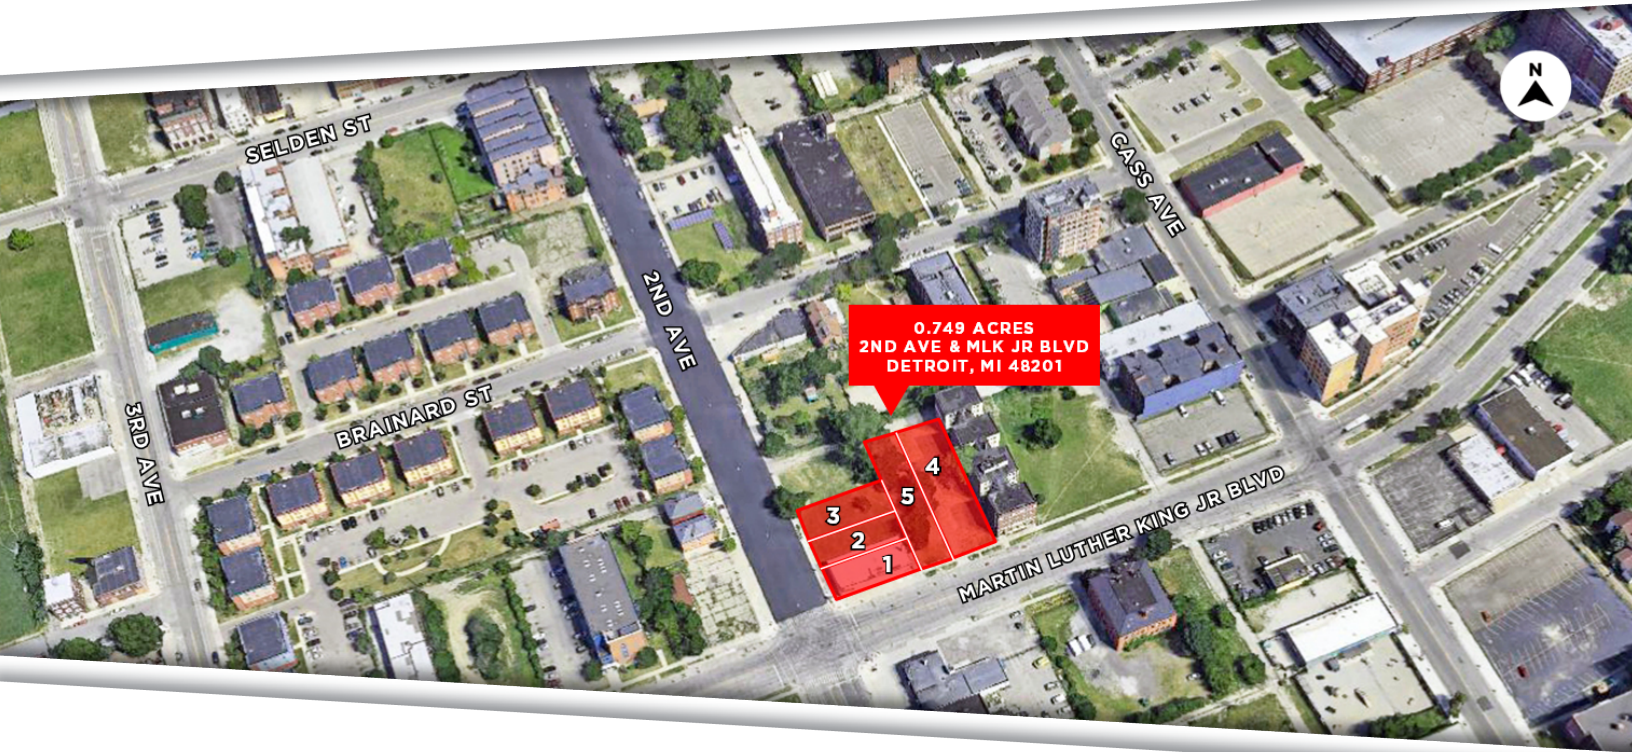 N
SELDEN ST
CASS AVE
2ND AVE
0.749 ACRES
2ND AVE & MLK JR BLVD
DETROIT, MI 48201
BRAINARD ST
3RD AVE
4
5
3
2
1
MARTIN LUTHER KING JR BLVD